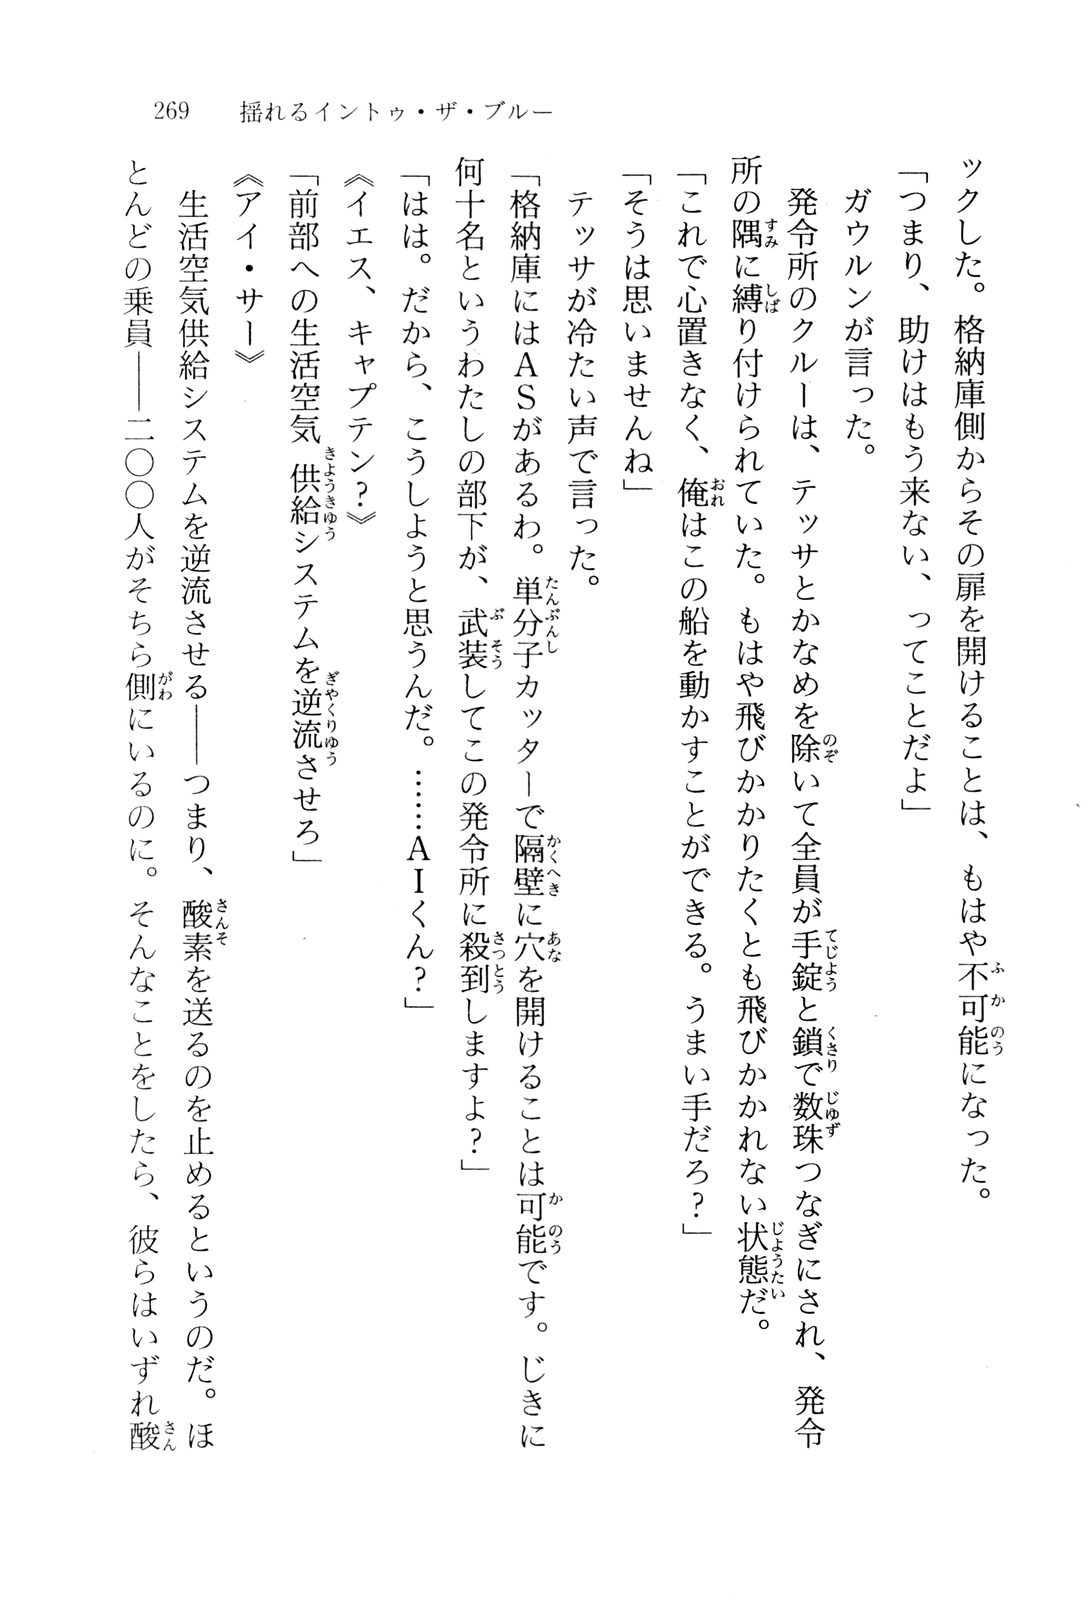 269 揺れるイントゥ・ザ・ブルー
ックした。格納庫側からその扉を開けることは、もはや不可能になった。
「つまり、助けはもう来ない、ってことだよ」
ガウルンが言った。
発令所のクルーは、テッサとかなめを除いて全員が手錠と鎖で数珠つなぎにされ、発令
所の隅に縛り付けられていた。もはや飛びかかりたくとも飛びかかれない状態だ。
「これで心置きなく、俺はこの船を動かすことができる。うまい手だろ？」
「そうは思いませんね」
テッサが冷たい声で言った。
「格納庫にはＡＳがあるわ。単分子カッターで隔壁に穴を開けることは可能です。じきに
何十名というわたしの部下が、武装してこの発令所に殺到しますよ？」
「はは。だから、こうしようと思うんだ。……ＡＩくん？」
《イエス、キャプテン？》
「前部への生活空気供給システムを逆流させろ」
《アイ・サー》
生活空気供給システムを逆流させる――つまり、酸素を送るのを止めるというのだ。ほ
とんどの乗員――二〇〇人がそちら側にいるのに。そんなことをしたら、彼らはいずれ酸